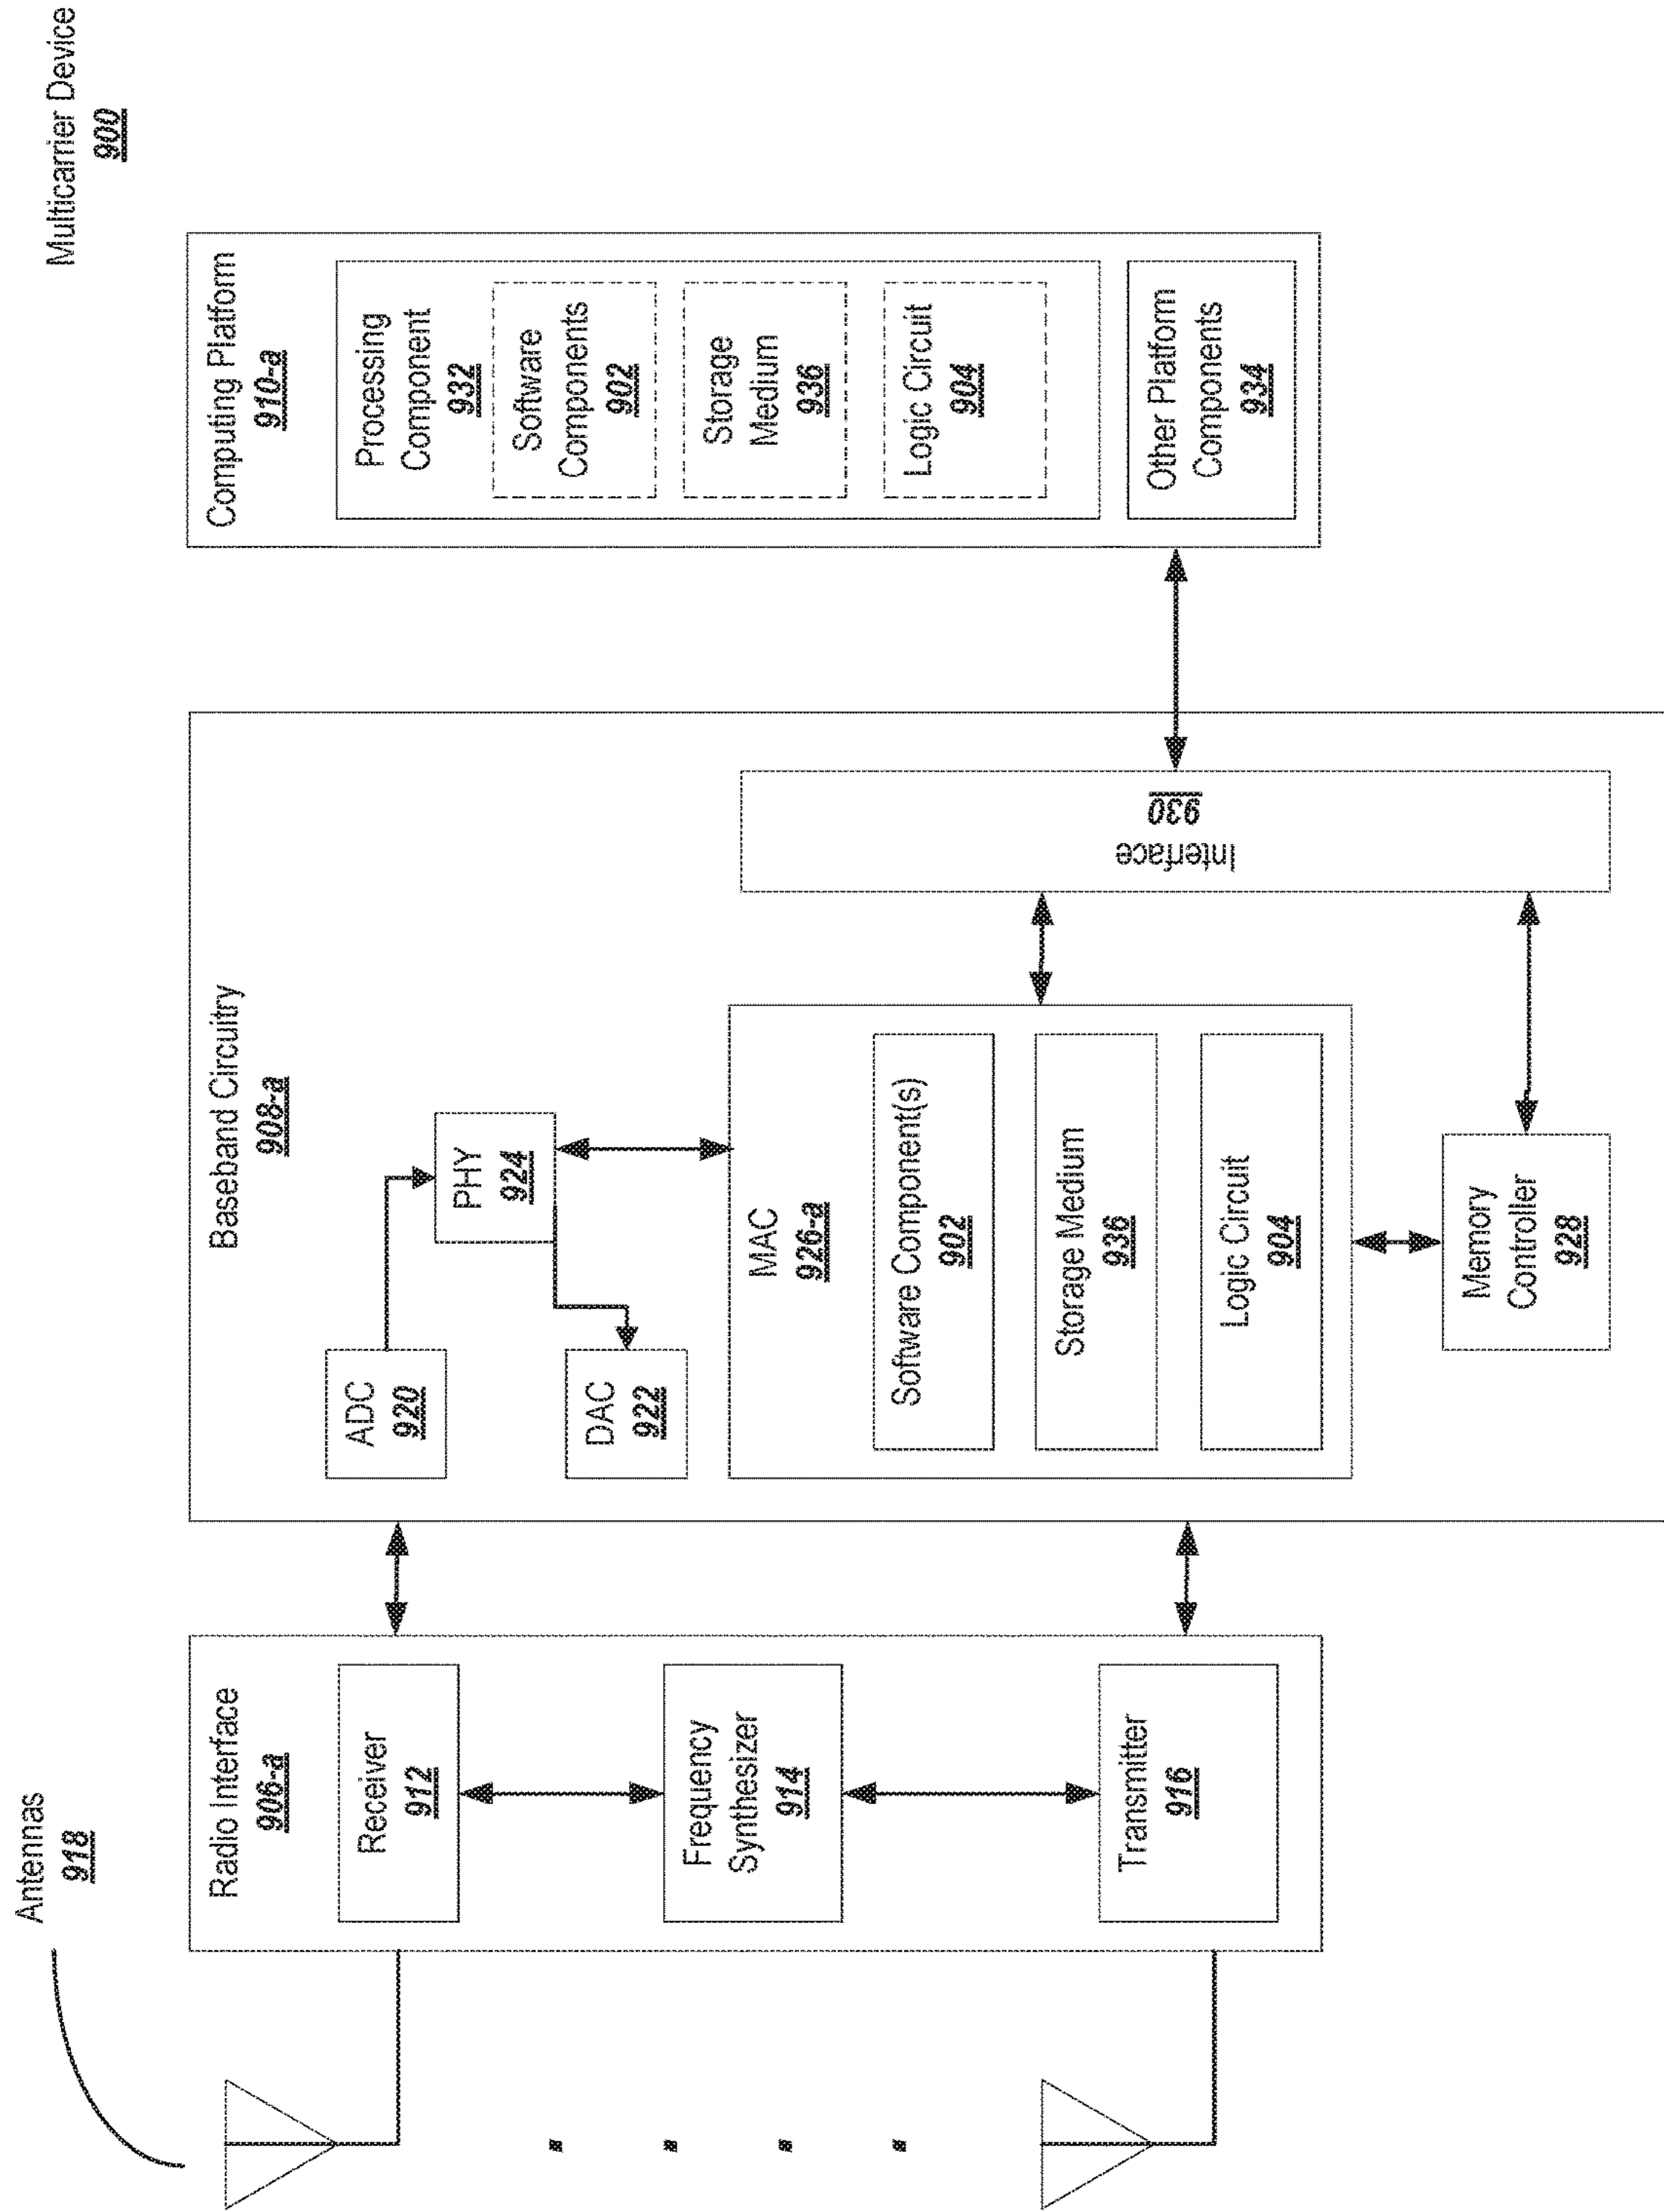 Multicarrier Device
900
Antennas
918
Radio Interface
906-a
Receiver
912
Frequency
Synthesizer
914
Transmitter
916
Baseband Circuitry
908-a
ADC
920
PHY
924
DAC
922
MAC
926-a
Software Component(s)
902
Storage Medium
936
Logic Circuit
904
Memory
Controller
928
Interface
930
Computing Platform
910-a
Processing
Component
932
Software
Components
902
Storage
Medium
936
Logic Circuit
904
Other Platform
Components
934